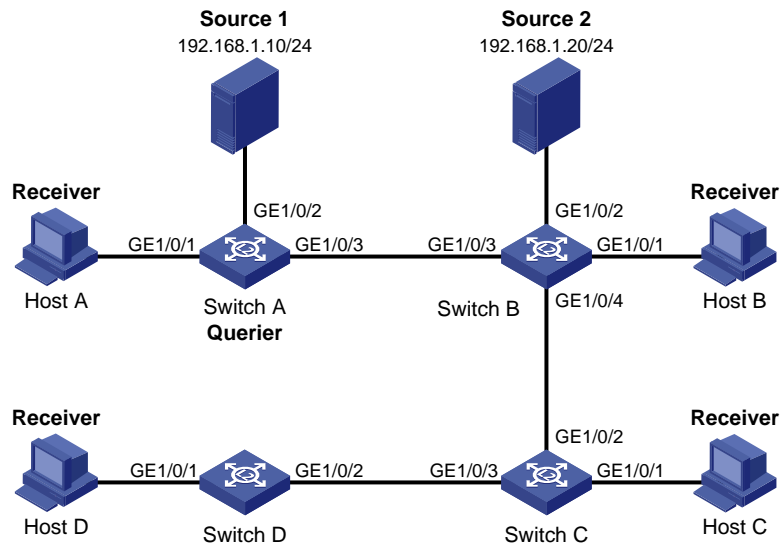 Source 1
192.168.1.10/24
Source 2
192.168.1.20/24
Receiver
Host A
GE1/0/1
GE1/0/2
GE1/0/3
Switch A
Querier
GE1/0/3
GE1/0/2
GE1/0/1
GE1/0/4
Switch B
Receiver
Host B
Receiver
Host D
GE1/0/1
GE1/0/2
Switch D
GE1/0/3
GE1/0/2
GE1/0/1
Switch C
Receiver
Host C